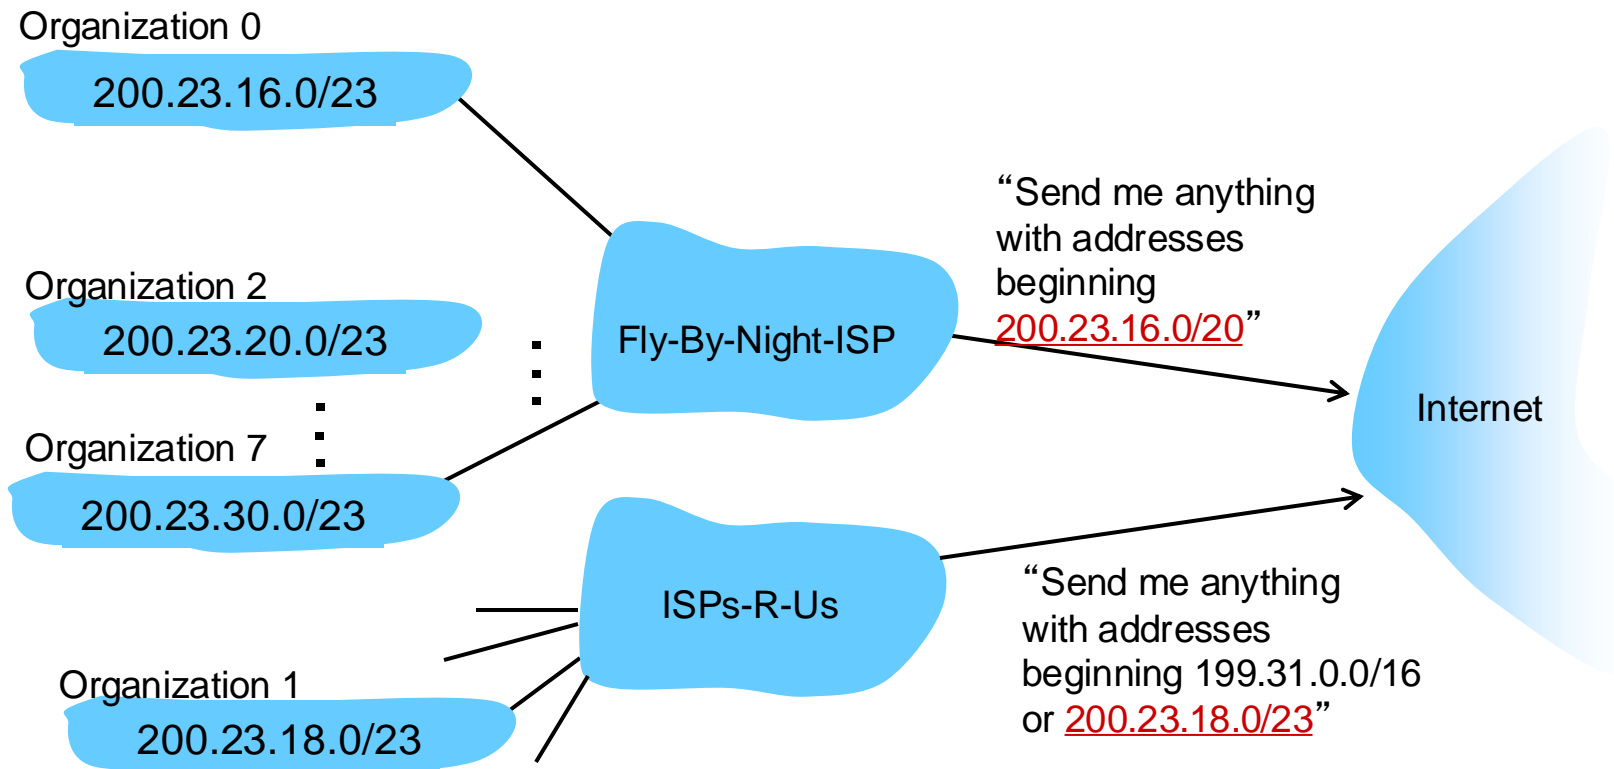 Organization 0
200.23.16.0/23
Organization 2
200.23.20.0/23
Organization 7
200.23.30.0/23
Fly-By-Night-ISP
“Send me anything
with addresses
beginning
200.23.16.0/20”
Internet
ISPs-R-Us
“Send me anything
with addresses
beginning 199.31.0.0/16
or 200.23.18.0/23”
Organization 1
200.23.18.0/23